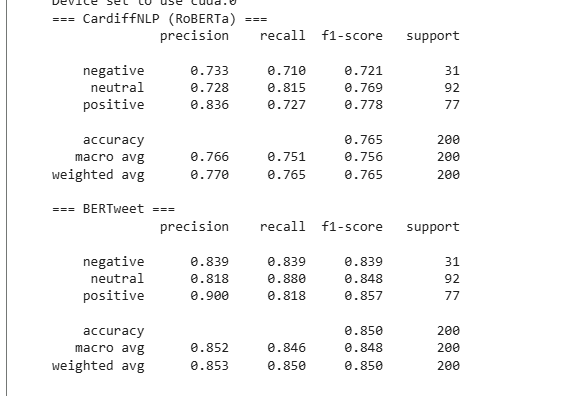 Device set to use cuda:0
=== CardiffNLP (RoBERTa) ===
precision recall f1-score support
negative 0.733 0.710 0.721 31
neutral 0.728 0.815 0.769 92
positive 0.836 0.727 0.778 77
accuracy 0.765 200
macro avg 0.766 0.751 0.756 200
weighted avg 0.770 0.765 0.765 200
=== BERTweet ===
precision recall f1-score support
negative 0.839 0.839 0.839 31
neutral 0.818 0.880 0.848 92
positive 0.900 0.818 0.857 77
accuracy 0.850 200
macro avg 0.852 0.846 0.848 200
weighted avg 0.853 0.850 0.850 200